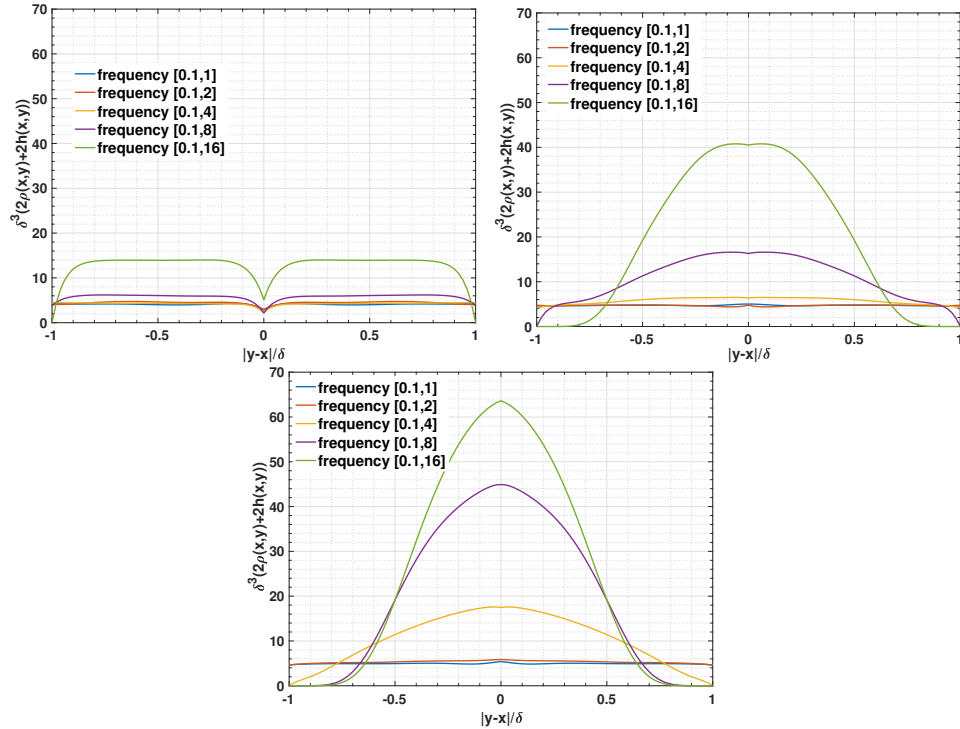 70
60
50
40
30
20
10
0
δ³(2ρ(x,y)+2h(x,y))
frequency [0.1,1]
frequency [0.1,2]
frequency [0.1,4]
frequency [0.1,8]
frequency [0.1,16]
-1 -0.5 0 0.5 1
|y-x|/δ
70
60
50
40
30
20
10
0
δ³(2ρ(x,y)+2h(x,y))
frequency [0.1,1]
frequency [0.1,2]
frequency [0.1,4]
frequency [0.1,8]
frequency [0.1,16]
-1 -0.5 0 0.5 1
|y-x|/δ
70
60
50
40
30
20
10
0
δ³(2ρ(x,y)+2h(x,y))
frequency [0.1,1]
frequency [0.1,2]
frequency [0.1,4]
frequency [0.1,8]
frequency [0.1,16]
-1 -0.5 0 0.5 1
|y-x|/δ